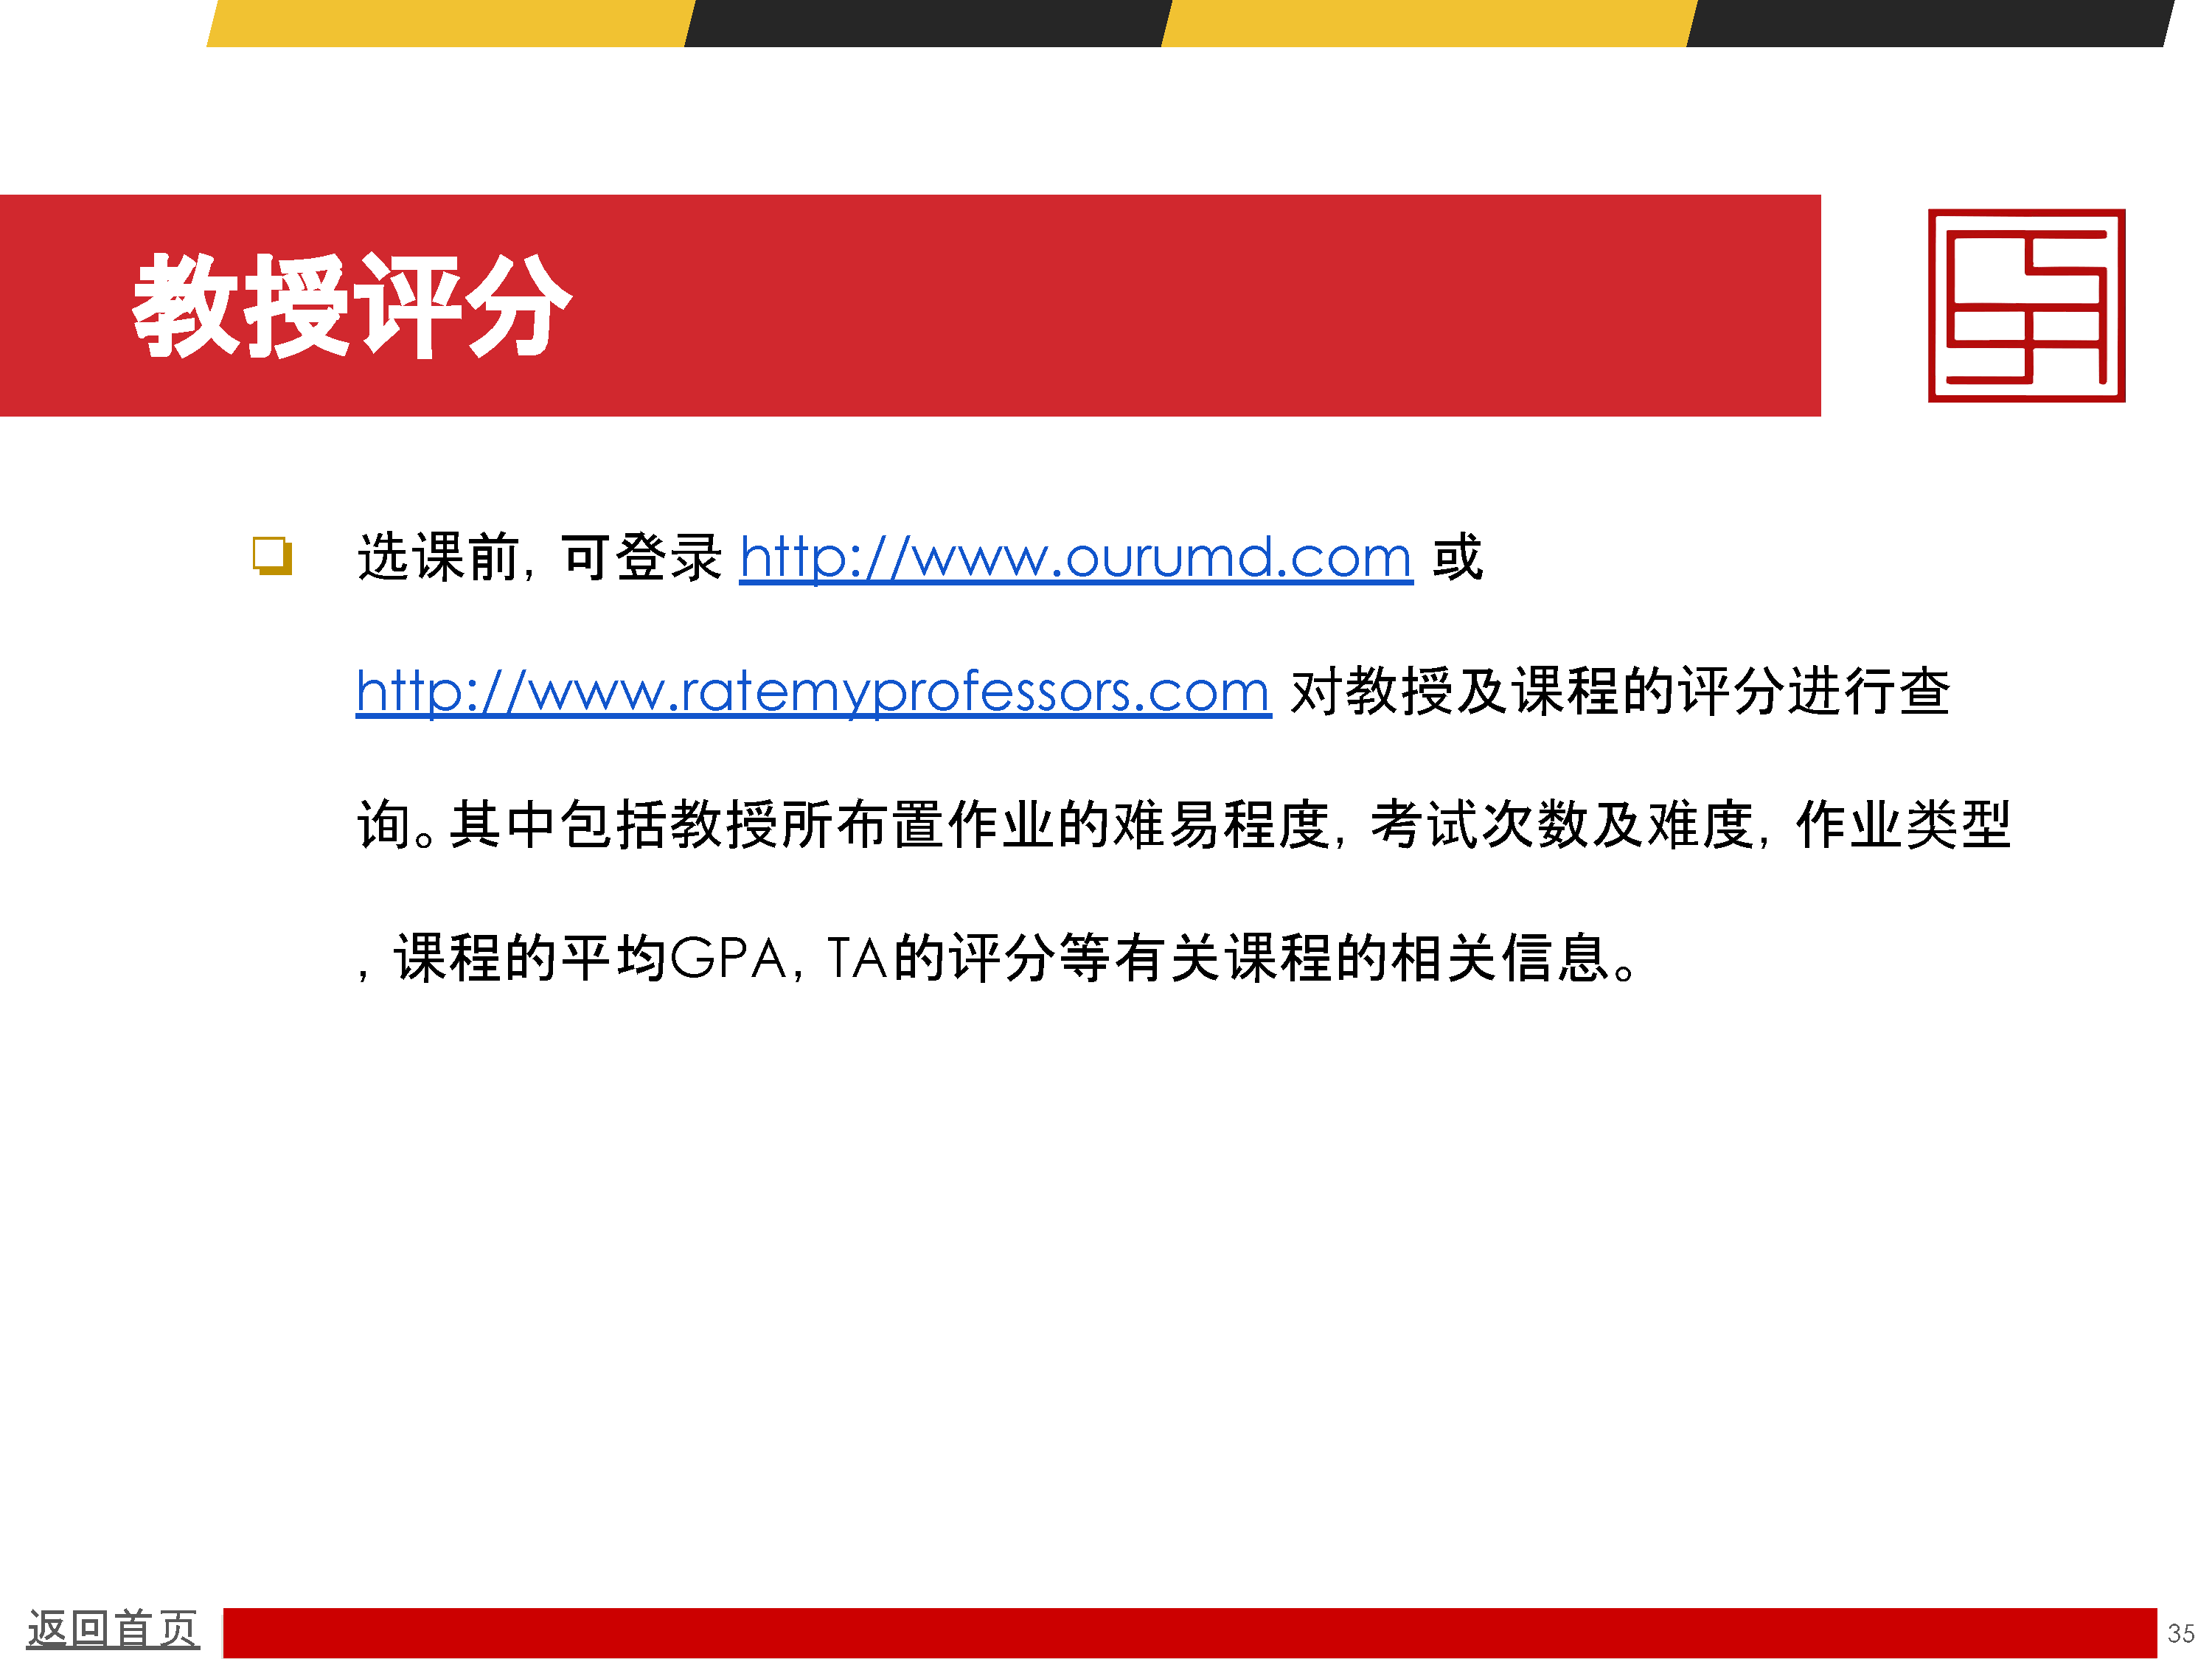 教授评分
选课前，可登录 http://www.ourumd.com 或
http://www.ratemyprofessors.com 对教授及课程的评分进行查
询。其中包括教授所布置作业的难易程度，考试次数及难度，作业类型
，课程的平均GPA，TA的评分等有关课程的相关信息。
返回首页
35